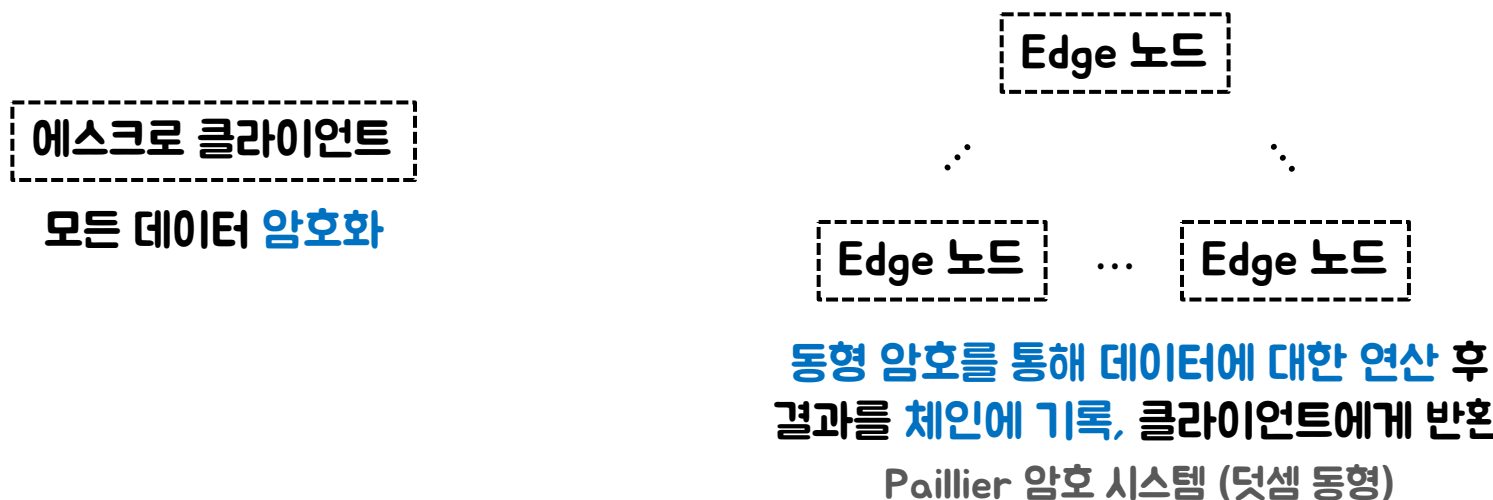 Edge 노드
에스크로 클라이언트
모든 데이터 암호화
Edge 노드 ... Edge 노드
동형 암호를 통해 데이터에 대한 연산 후
결과를 체인에 기록, 클라이언트에게 반환
Paillier 암호 시스템 (덧셈 동형)